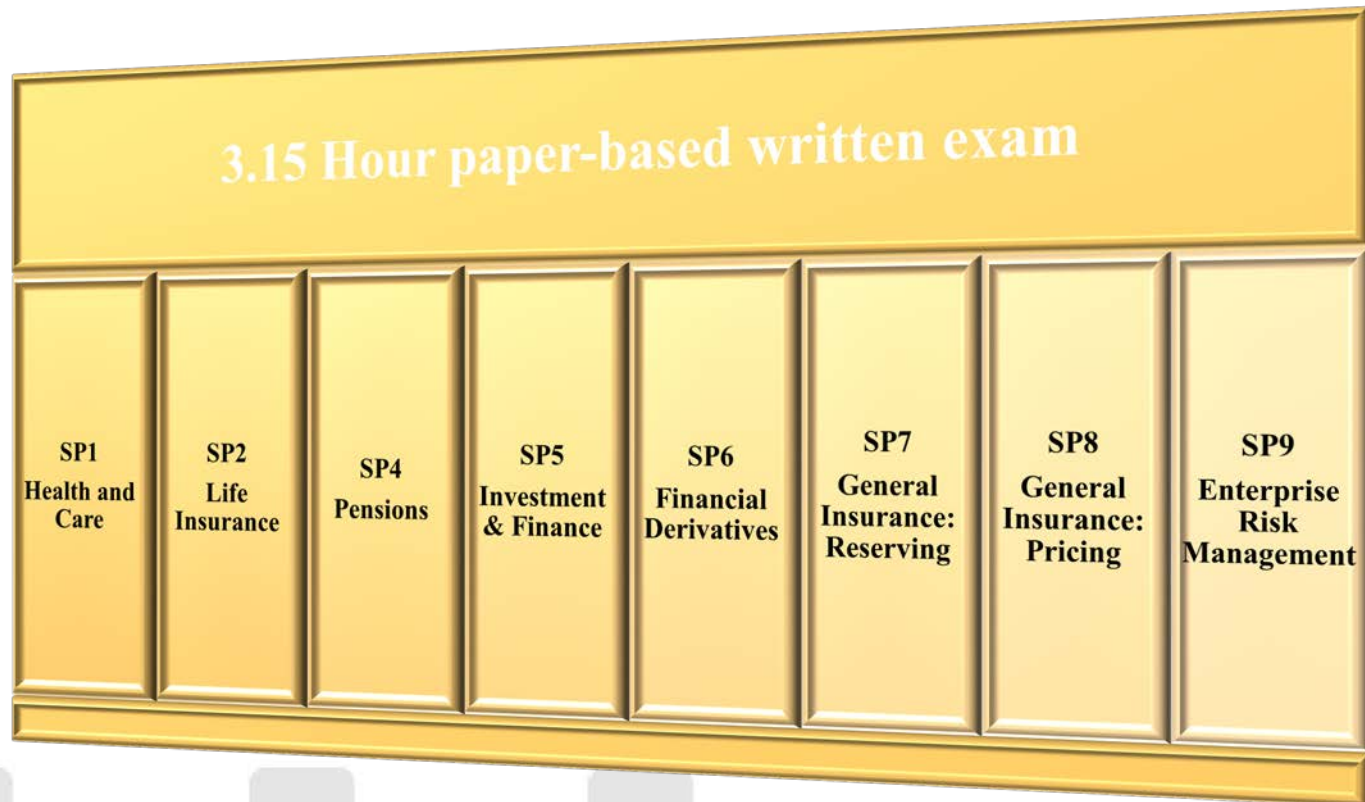 3.15 Hour paper-based written exam
SP1
Health and
Care
SP2
Life
Insurance
SP4
Pensions
SP5
Investment
& Finance
SP6
Financial
Derivatives
SP7
General
Insurance:
Reserving
SP8
General
Insurance:
Pricing
SP9
Enterprise
Risk
Management